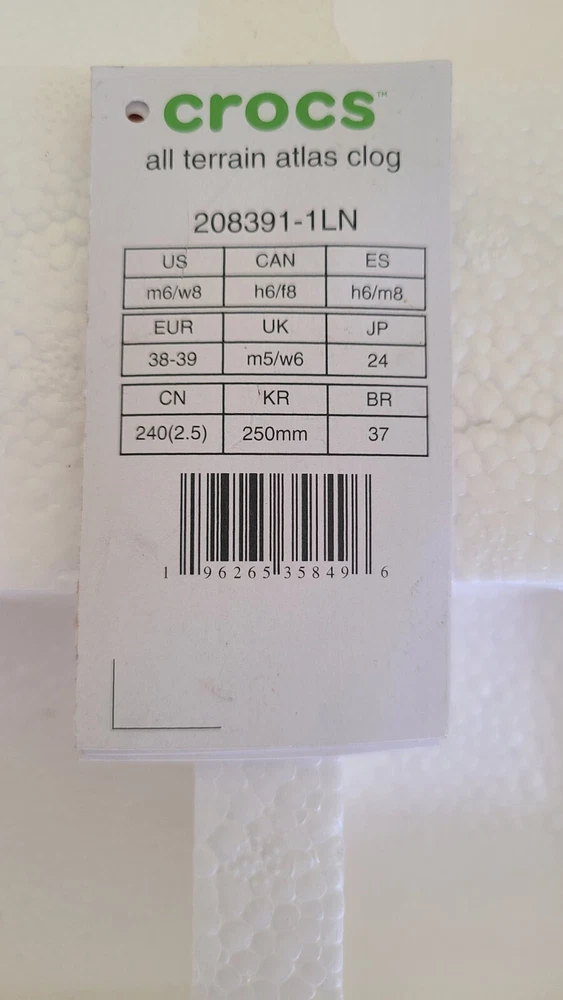 crocs™
all terrain atlas clog
208391-1LN
US CAN ES
m6/w8 h6/f8 h6/m8
EUR UK JP
38-39 m5/w6 24
CN KR BR
240(2.5) 250mm 37
1 96265 35849 6